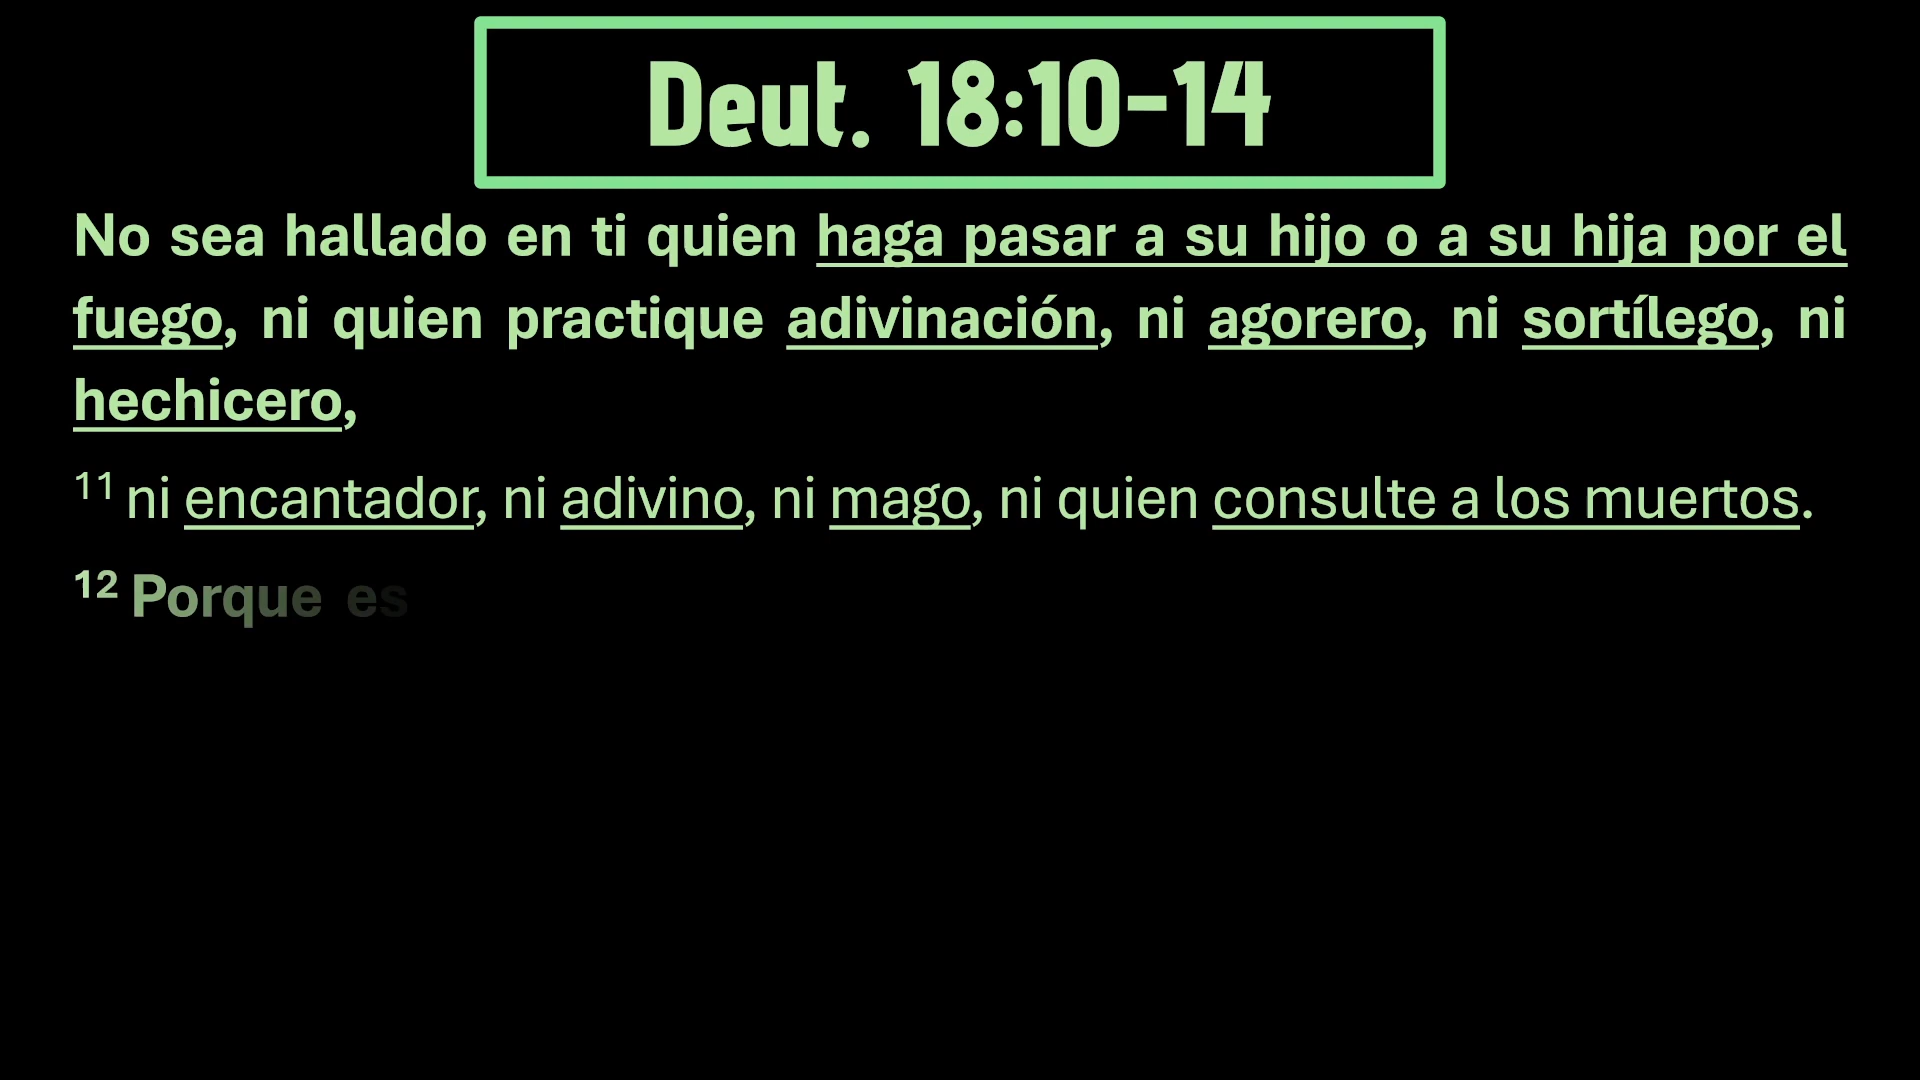 Deut. 18:10-14
No sea hallado en ti quien haga pasar a su hijo o a su hija por el
fuego, ni quien practique adivinación, ni agorero, ni sortílego, ni
hechicero,
11 ni encantador, ni adivino, ni mago, ni quien consulte a los muertos.
12 Porque es